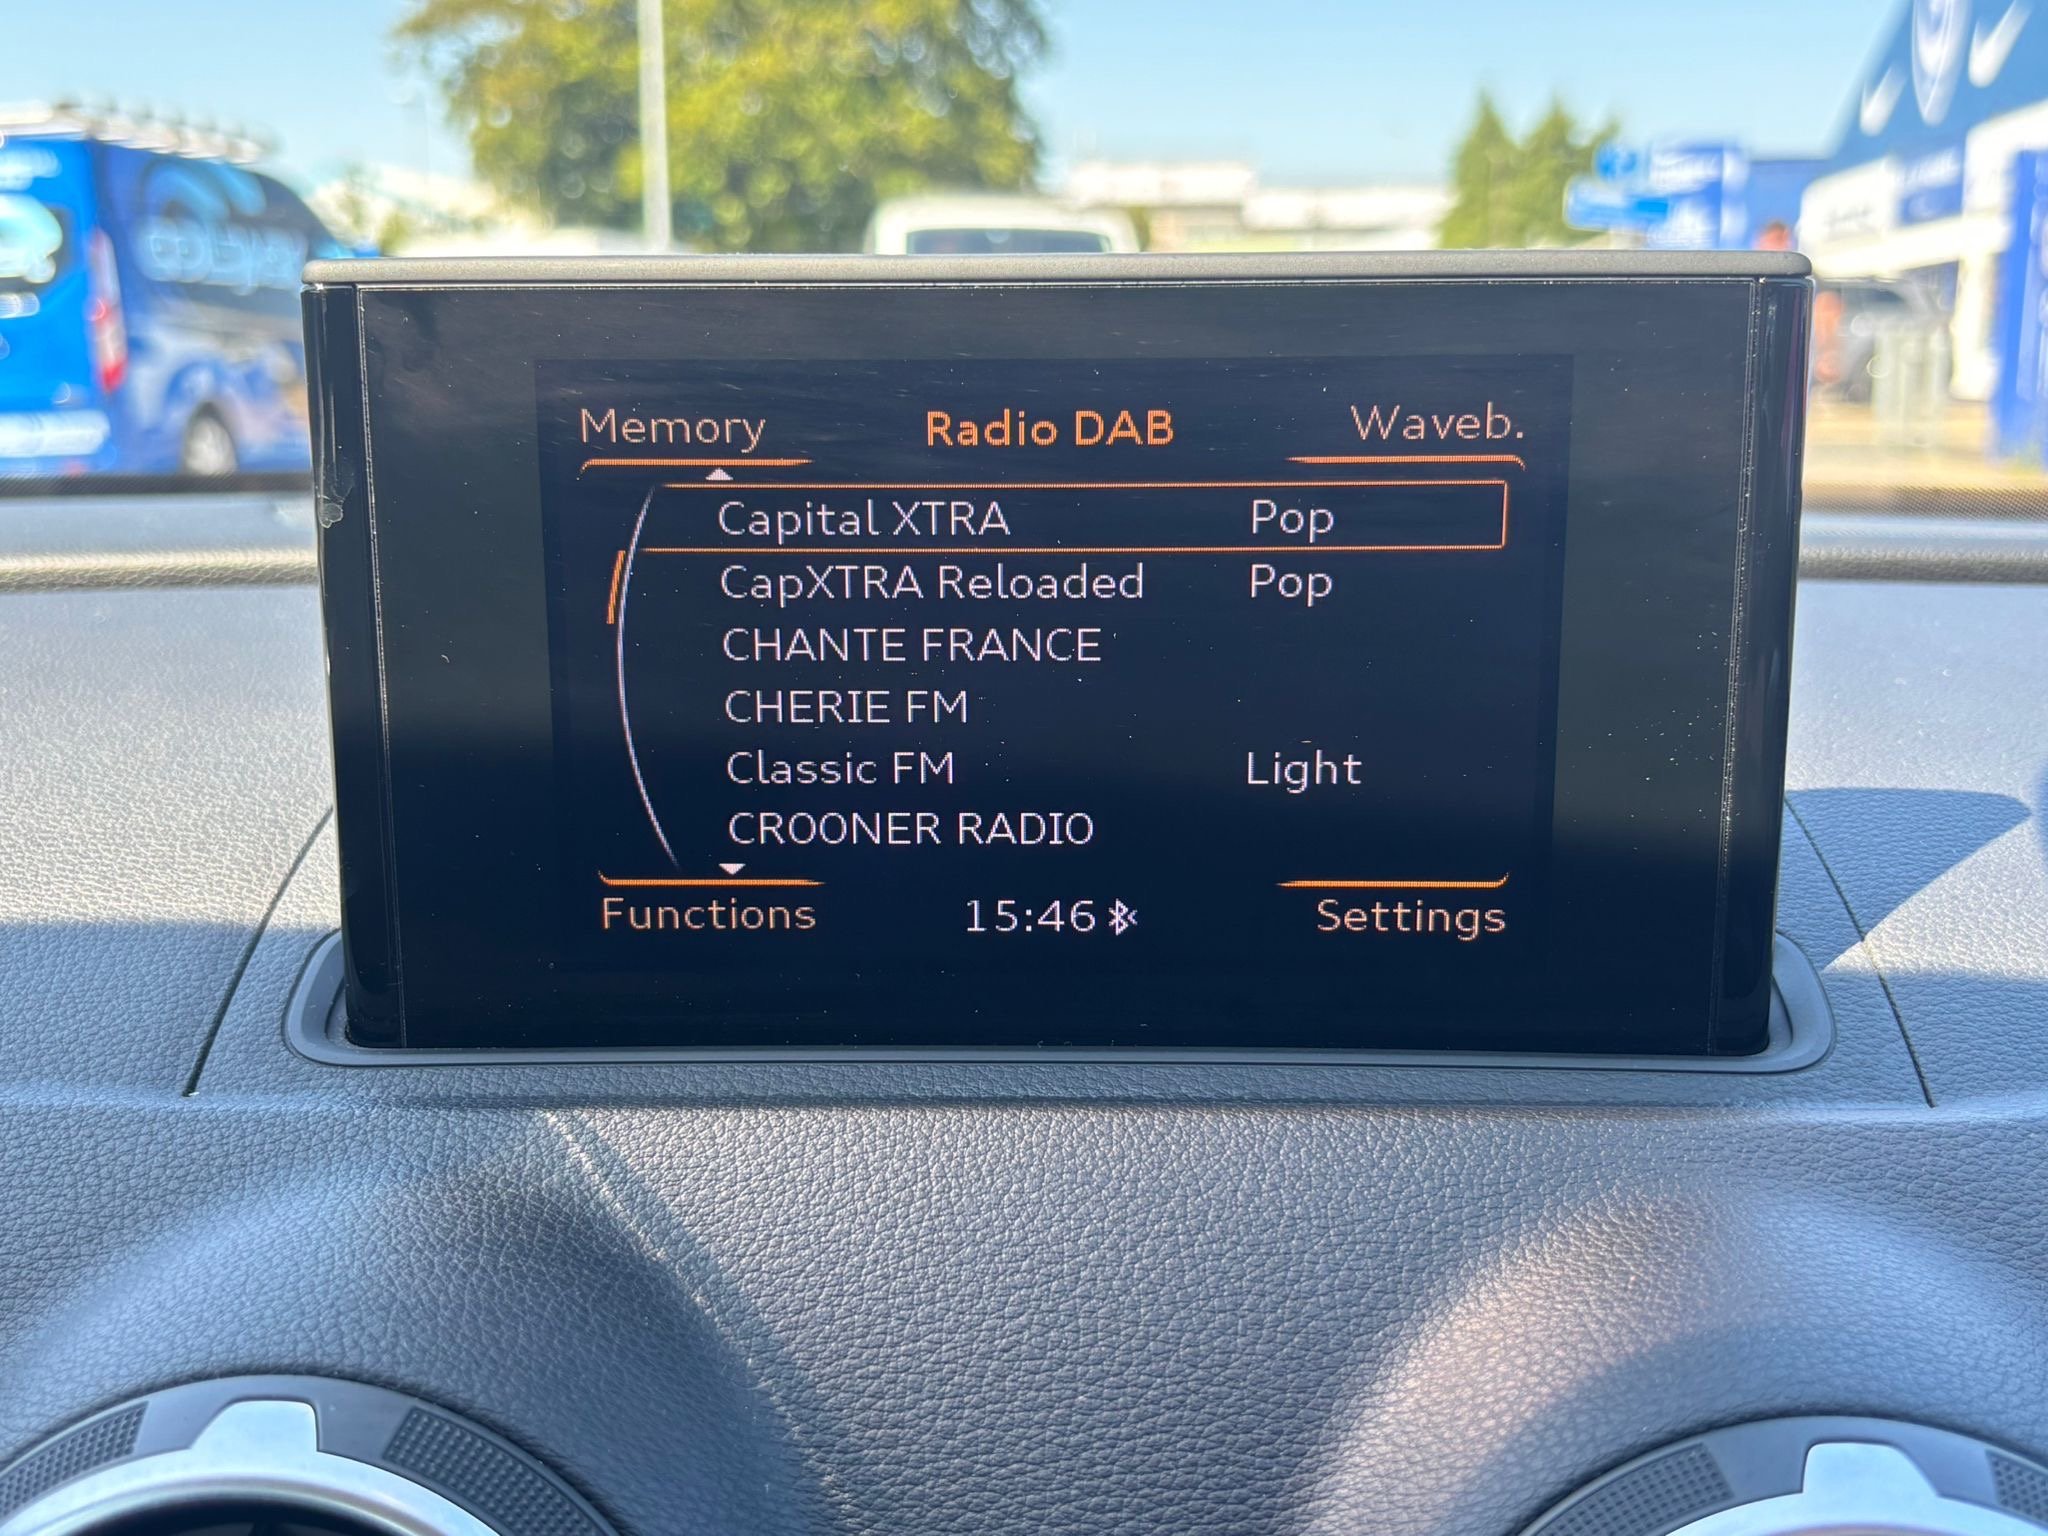 Memory Radio DAB Waveb.
Capital XTRA Pop
CapXTRA Reloaded Pop
CHANTE FRANCE
CHERIE FM
Classic FM Light
CROONER RADIO
Functions 15:46 Settings